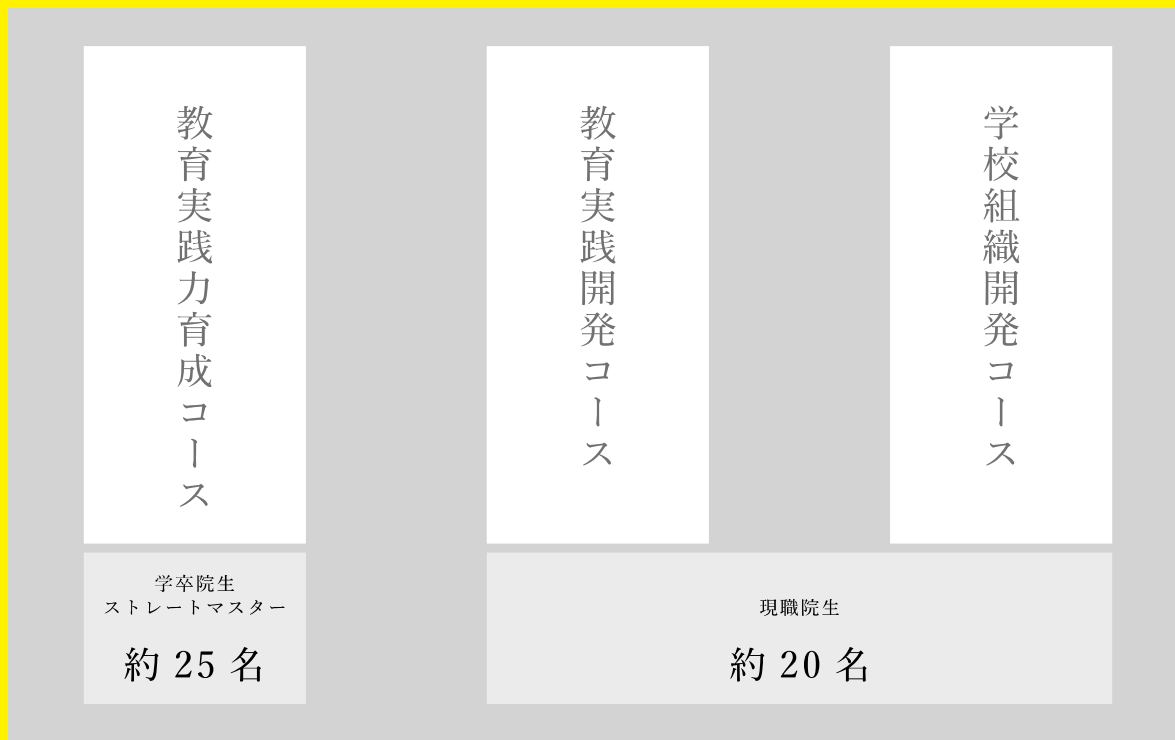 教育実践力育成コース
教育実践開発コース
学校組織開発コース
学卒院生
ストレートマスター
約 25 名
現職院生
約 20 名